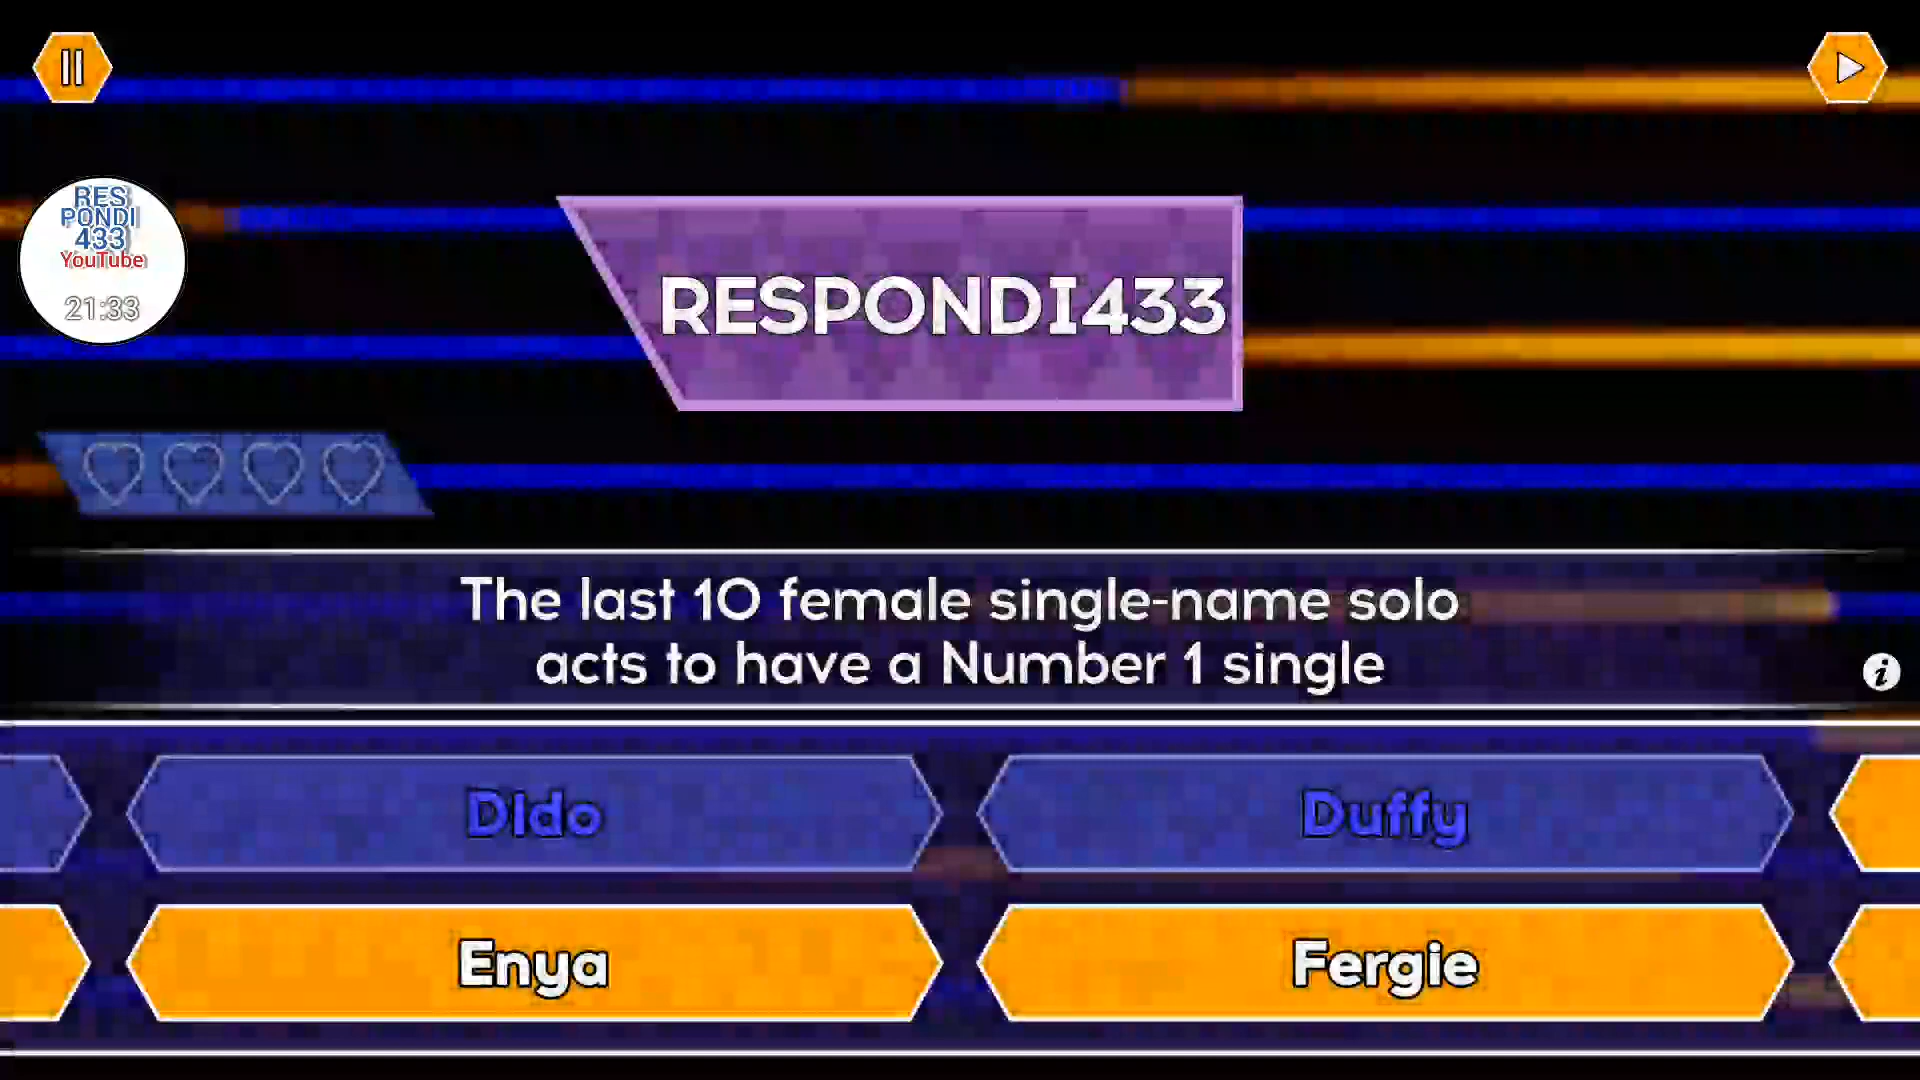 RES
PONDI
433
YouTube
21:33
RESPONDI433
The last 10 female single-name solo
acts to have a Number 1 single
i
Dido
Duffy
Enya
Fergie